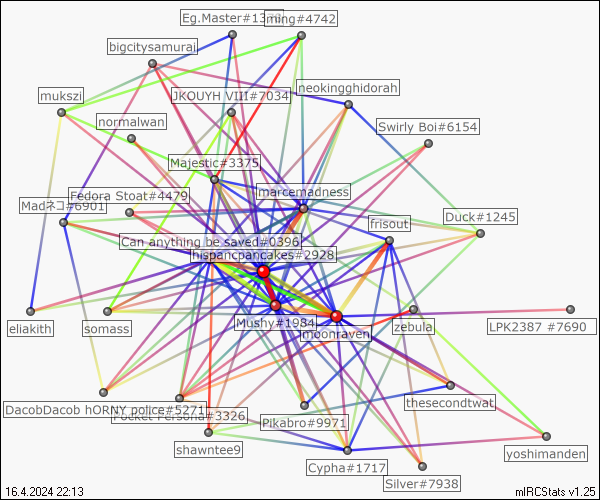 Eg.Master#1
ming#4742
bigcitysamurai
neokingghidorah
mukszi
JKOUYH VIII#7034
normalwan
Swirly Boi#6154
Majestic#3375
marcemadness
Fedora Stoat#4479
Madネコ#6901
Duck#1245
frisout
Can anything be saved#0396
hispancpancakes#2928
eliakith
somass
Mushy#1984
moonraven
zebula
LPK2387 #7690
DacobDacob hORNY police#5271
Pocket Persona#3326
thesecondtwat
Pikabro#9971
shawntee9
yoshimanden
Cypha#1717
Silver#7938
16.4.2024 22:13
mIRCStats v1.25